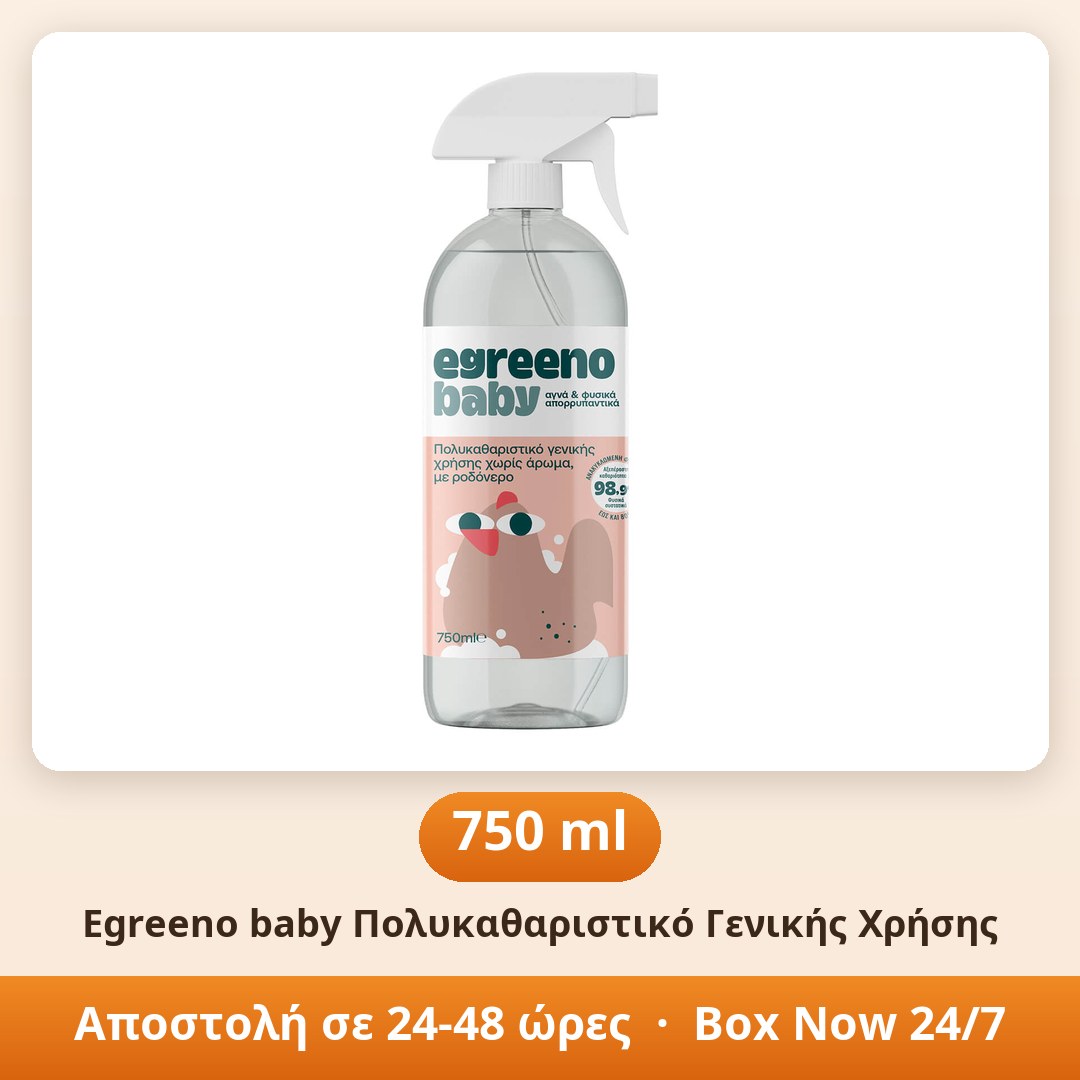 egreeno
baby
αγνά & φυσικά
απορρυπαντικά
Πολυκαθαριστικό γενικής
χρήσης χωρίς άρωμα,
με ροδόνερο
98,9
Φυσικά
750ml℮
750 ml
Egreeno baby Πολυκαθαριστικό Γενικής Χρήσης
Αποστολή σε 24-48 ώρες · Box Now 24/7